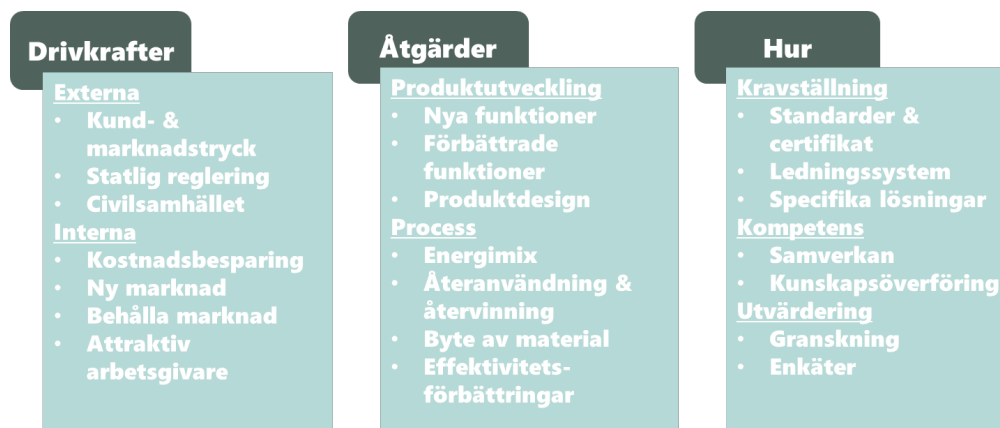 Drivkrafter
Externa
• Kund- &
marknadstryck
• Statlig reglering
• Civilsamhället
Interna
• Kostnadsbesparing
• Ny marknad
• Behålla marknad
• Attraktiv
arbetsgivare
Åtgärder
Produktutveckling
• Nya funktioner
• Förbättrade
funktioner
• Produktdesign
Process
• Energimix
• Återanvändning &
återvinning
• Byte av material
• Effektivitets-
förbättringar
Hur
Kravställning
• Standarder &
certifikat
• Ledningssystem
• Specifika lösningar
Kompetens
• Samverkan
• Kunskapsöverföring
Utvärdering
• Granskning
• Enkäter